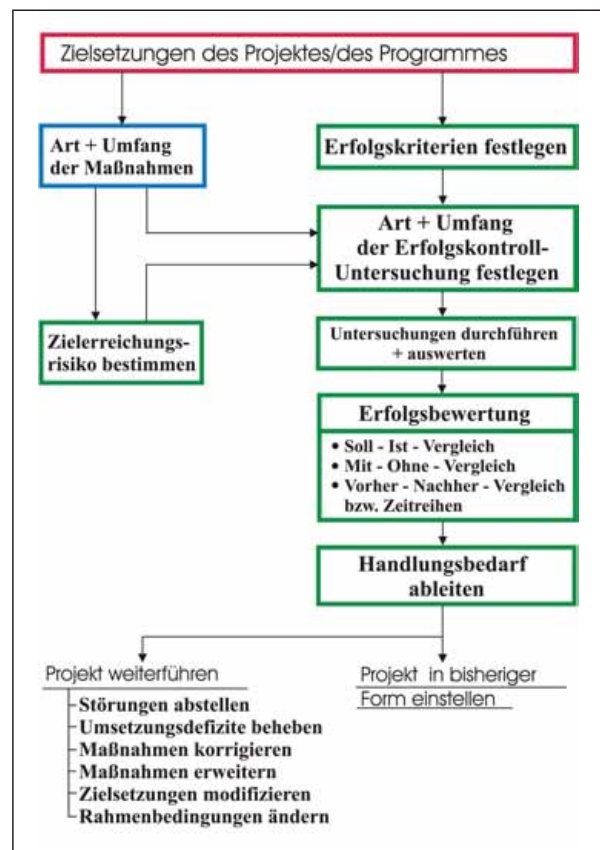 Zielsetzungen des Projektes/des Programmes
Art + Umfang
der Maßnahmen
Erfolgskriterien festlegen
Art + Umfang
der Erfolgskontroll-
Untersuchung festlegen
Zielerreichungs-
risiko bestimmen
Untersuchungen durchführen
+ auswerten
Erfolgsbewertung
• Soll - Ist - Vergleich
• Mit - Ohne - Vergleich
• Vorher - Nachher - Vergleich
bzw. Zeitreihen
Handlungsbedarf
ableiten
Projekt weiterführen
Störungen abstellen
Umsetzungsdefizite beheben
Maßnahmen korrigieren
Maßnahmen erweitern
Zielsetzungen modifizieren
Rahmenbedingungen ändern
Projekt in bisheriger
Form einstellen